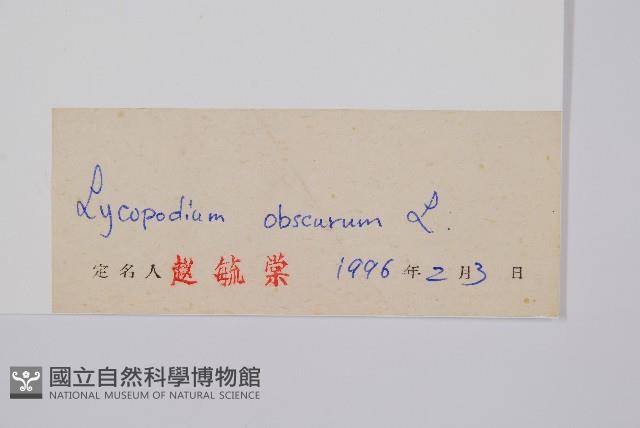 Lycopodium obscurum L.
定名人 赵毓棠 1996 年 2 月 3 日
國立自然科學博物館
NATIONAL MUSEUM OF NATURAL SCIENCE